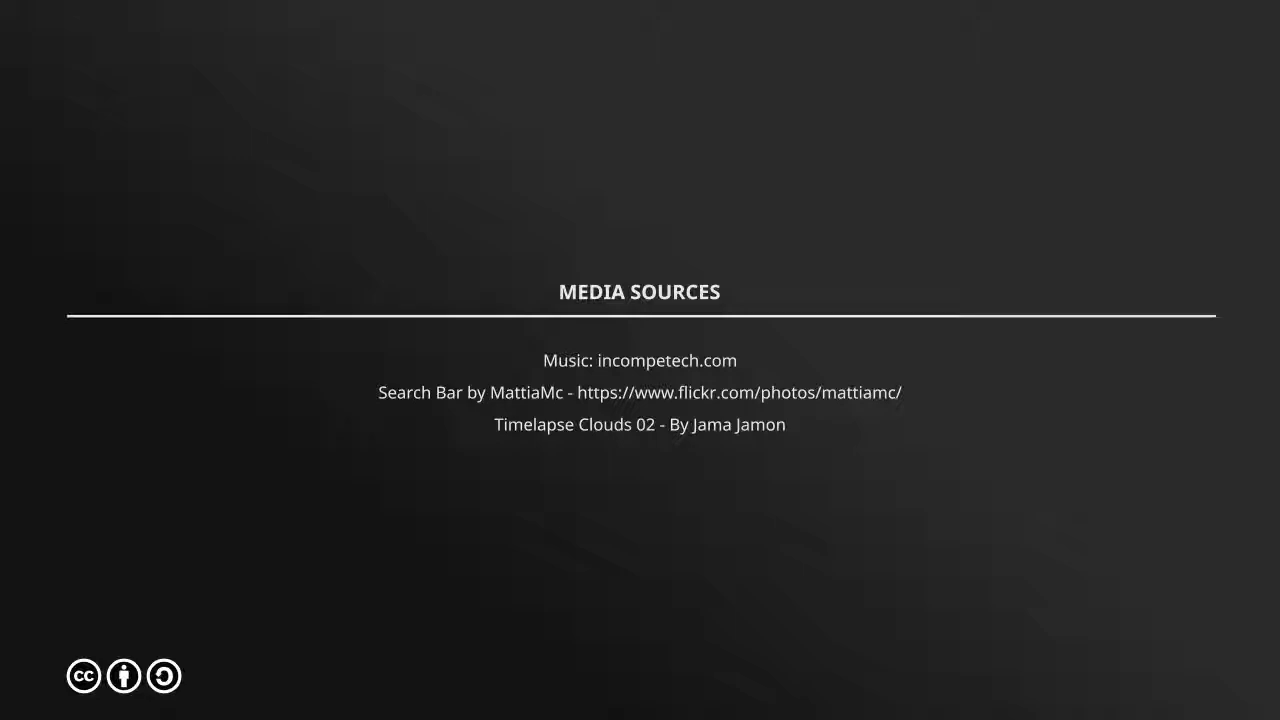 MEDIA SOURCES
Music: incompetech.com
Search Bar by MattiaMc - https://www.flickr.com/photos/mattiamc/
Timelapse Clouds 02 - By Jama Jamon
cc